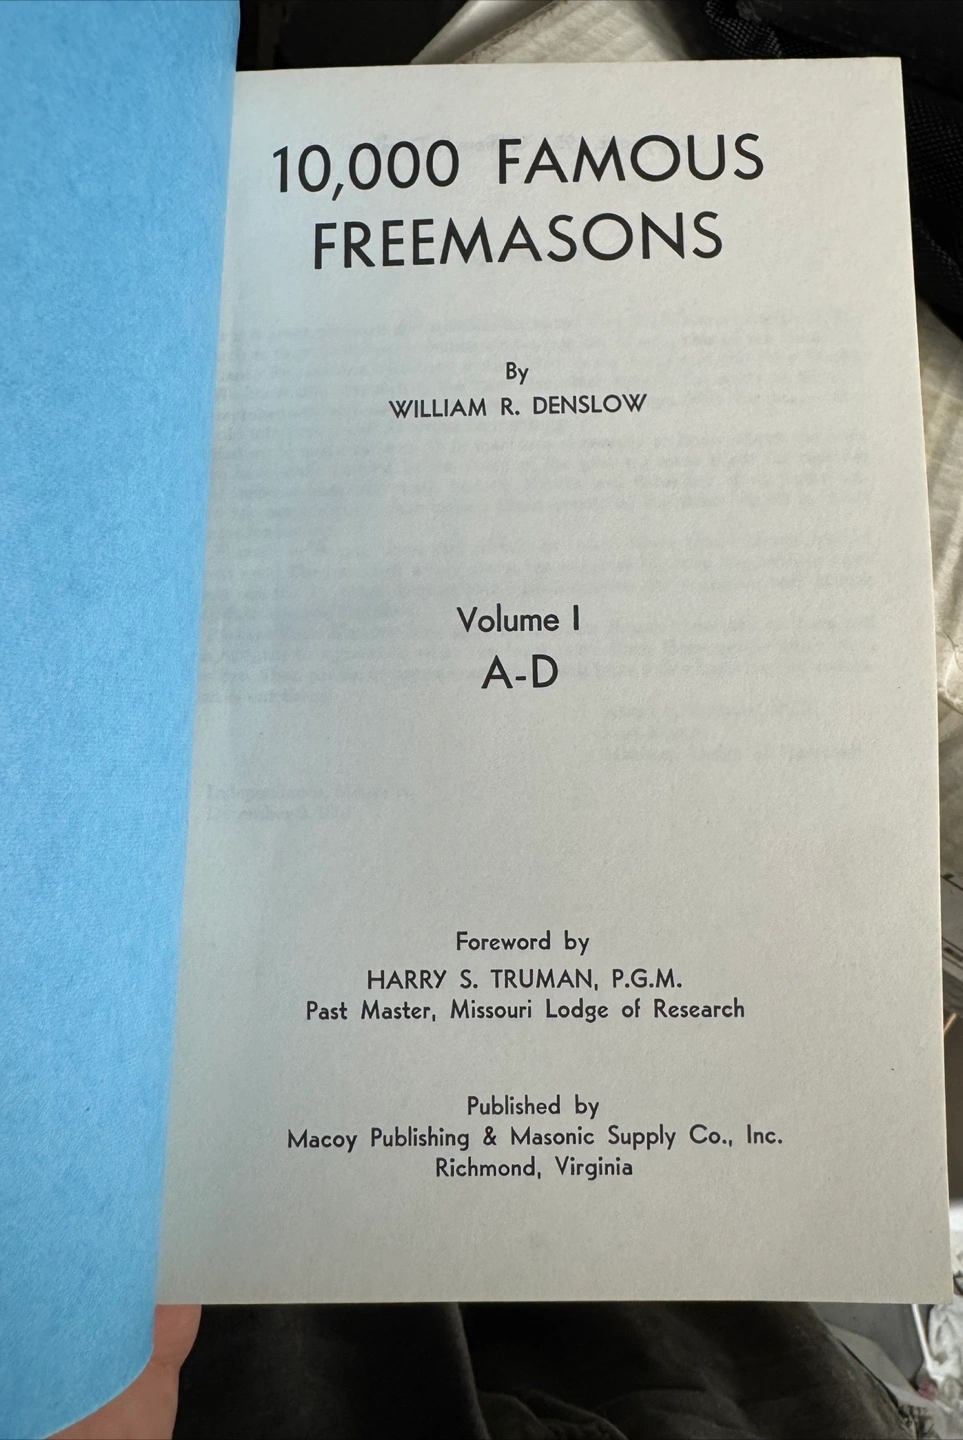 10,000 FAMOUS
FREEMASONS
By
WILLIAM R. DENSLOW
Volume I
A-D
Foreword by
HARRY S. TRUMAN, P.G.M.
Past Master, Missouri Lodge of Research
Published by
Macoy Publishing & Masonic Supply Co., Inc.
Richmond, Virginia